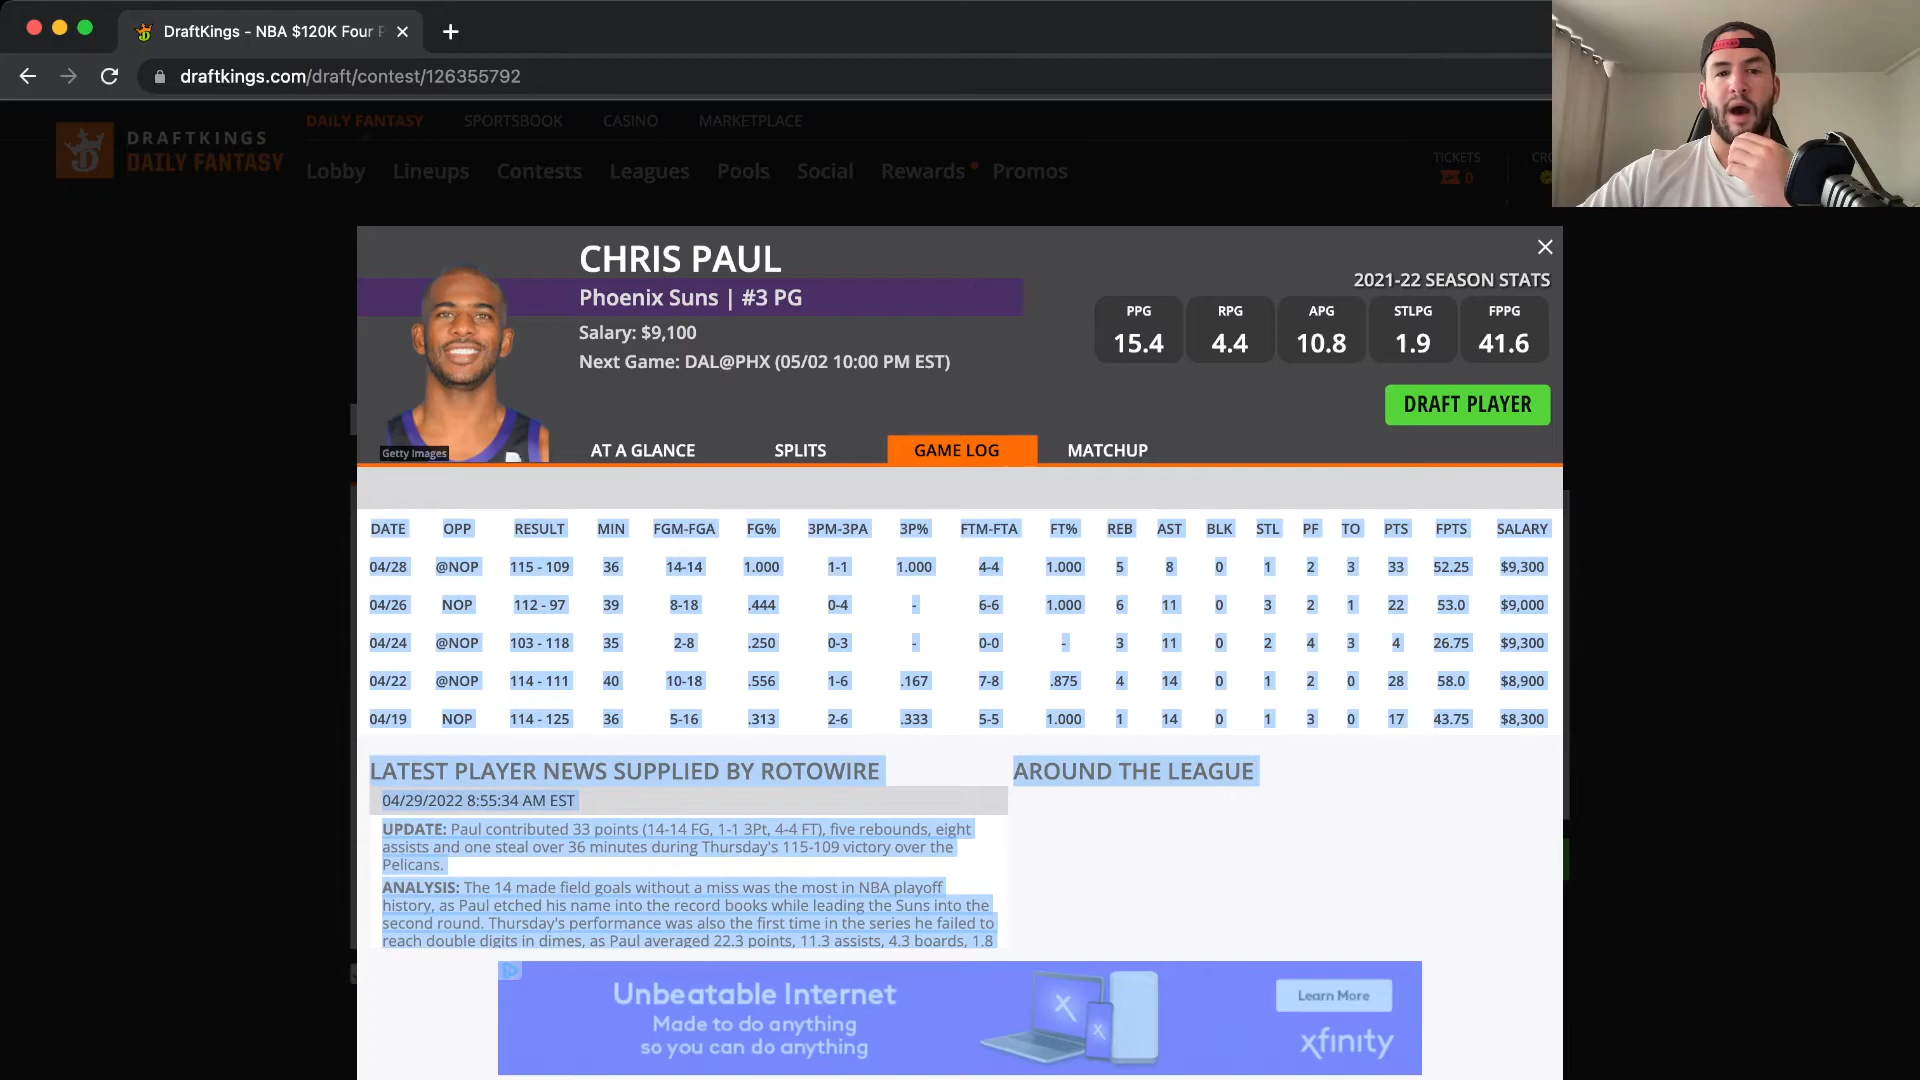 DraftKings - NBA $120K Four
draftkings.com/draft/contest/126355792
DAILY FANTASY SPORTSBOOK CASINO MARKETPLACE
DRAFTKINGS
DAILY FANTASY
Lobby Lineups Contests Leagues Pools Social Rewards Promos
TICKETS
0
CHRIS PAUL
Phoenix Suns | #3 PG
Salary: $9,100
Next Game: DAL@PHX (05/02 10:00 PM EST)
Getty Images
2021-22 SEASON STATS
PPG RPG APG STLPG FPPG
15.4 4.4 10.8 1.9 41.6
DRAFT PLAYER
AT A GLANCE SPLITS GAME LOG MATCHUP
DATE OPP RESULT MIN FGM-FGA FG% 3PM-3PA 3P% FTM-FTA FT% REB AST BLK STL PF TO PTS FPTS SALARY
04/28 @NOP 115 - 109 36 14-14 1.000 1-1 1.000 4-4 1.000 5 8 0 1 2 3 33 52.25 $9,300
04/26 NOP 112 - 97 39 8-18 .444 0-4 - 6-6 1.000 6 11 0 3 2 1 22 53.0 $9,000
04/24 @NOP 103 - 118 35 2-8 .250 0-3 - 0-0 - 3 11 0 2 4 3 4 26.75 $9,300
04/22 @NOP 114 - 111 40 10-18 .556 1-6 .167 7-8 .875 4 14 0 1 2 0 28 58.0 $8,900
04/19 NOP 114 - 125 36 5-16 .313 2-6 .333 5-5 1.000 1 14 0 1 3 0 17 43.75 $8,300
LATEST PLAYER NEWS SUPPLIED BY ROTOWIRE
04/29/2022 8:55:34 AM EST
UPDATE: Paul contributed 33 points (14-14 FG, 1-1 3Pt, 4-4 FT), five rebounds, eight
assists and one steal over 36 minutes during Thursday's 115-109 victory over the
Pelicans.
ANALYSIS: The 14 made field goals without a miss was the most in NBA playoff
history, as Paul etched his name into the record books while leading the Suns into the
second round. Thursday's performance was also the first time in the series he failed to
reach double digits in dimes, as Paul averaged 22.3 points, 11.3 assists, 4.3 boards, 1.8
AROUND THE LEAGUE
Unbeatable Internet
Made to do anything
so you can do anything
Learn More
xfinity